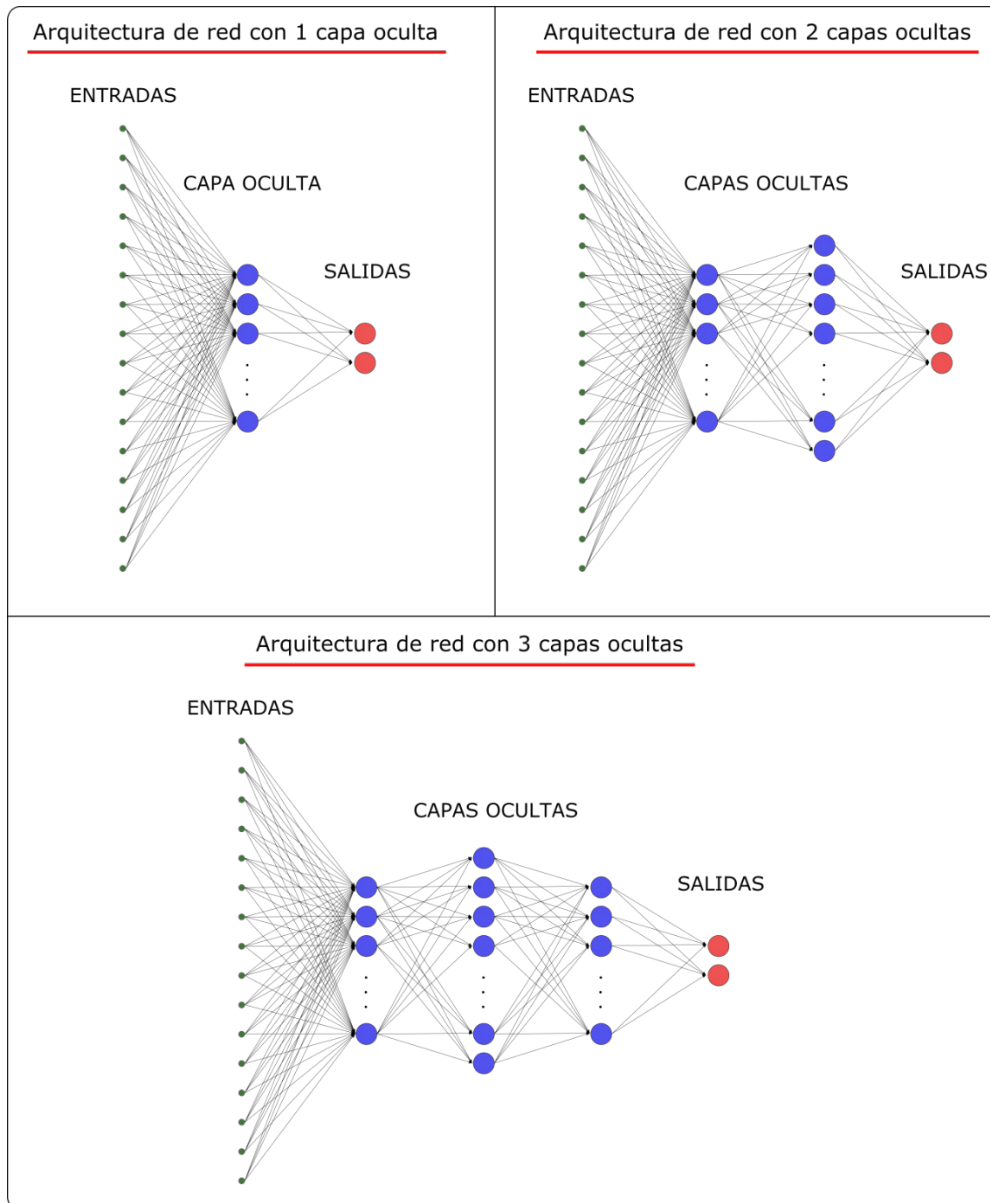 Arquitectura de red con 1 capa oculta
ENTRADAS
CAPA OCULTA
SALIDAS
Arquitectura de red con 2 capas ocultas
ENTRADAS
CAPAS OCULTAS
SALIDAS
Arquitectura de red con 3 capas ocultas
ENTRADAS
CAPAS OCULTAS
SALIDAS